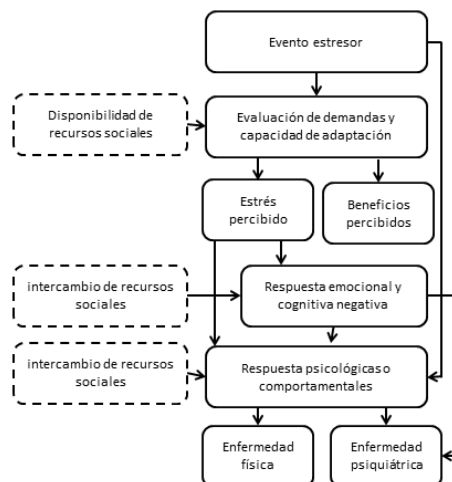 Evento estresor
Disponibilidad de
recursos sociales
Evaluación de demandas y
capacidad de adaptación
Estrés
percibido
Beneficios
percibidos
intercambio de recursos
sociales
Respuesta emocional y
cognitiva negativa
intercambio de recursos
sociales
Respuesta psicológicas o
comportamentales
Enfermedad
física
Enfermedad
psiquiátrica